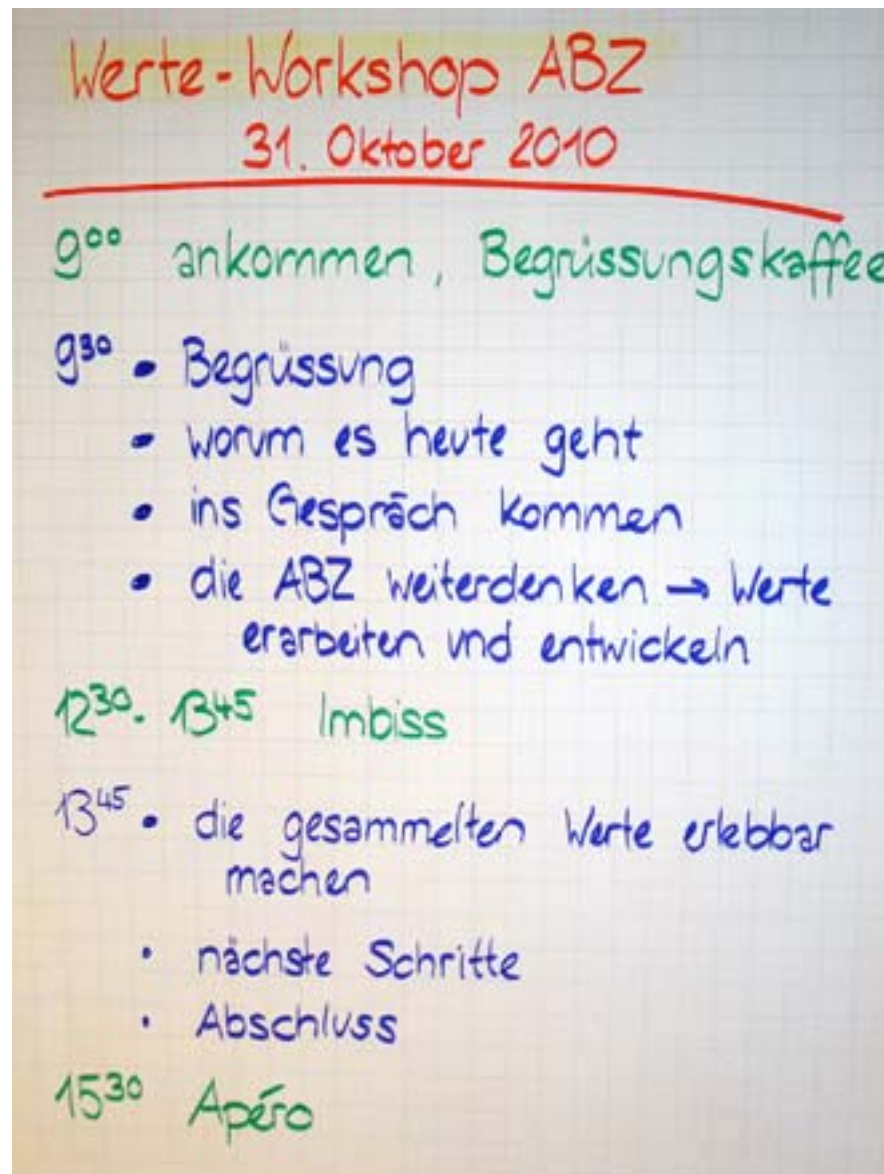 Werte-Workshop ABZ
31. Oktober 2010
9⁰⁰ ankommen, Begrüssungskaffee
9³⁰ • Begrüssung
• worum es heute geht
• ins Gespräch kommen
• die ABZ weiterdenken → Werte
erarbeiten und entwickeln
12³⁰- 13⁴⁵ Imbiss
13⁴⁵ • die gesammelten Werte erlebbar
machen
• nächste Schritte
• Abschluss
15³⁰ Apéro